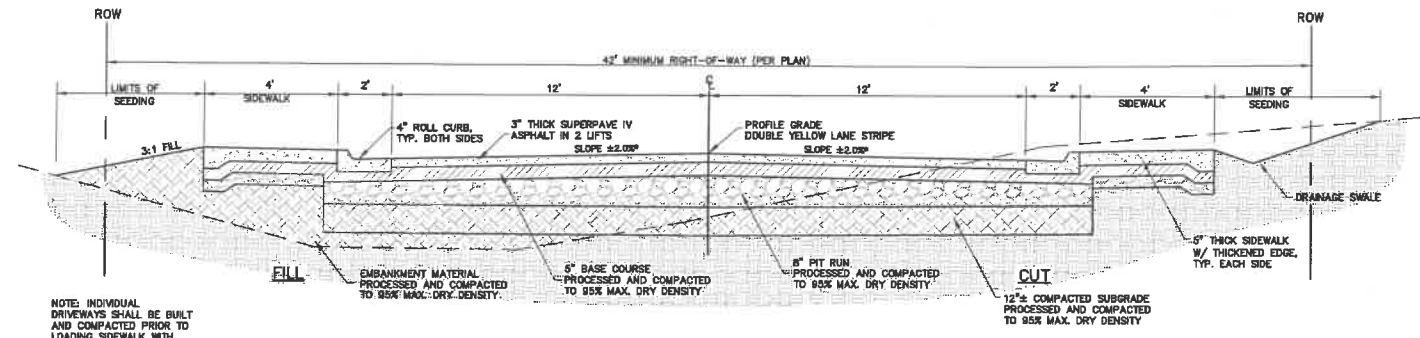 ROW
ROW
42' MINIMUM RIGHT-OF-WAY (PER PLAN)
LIMITS OF
SEEDING
4'
SIDEWALK
2'
12'
℄
12'
2'
4'
SIDEWALK
LIMITS OF
SEEDING
4" ROLL CURB,
TYP. BOTH SIDES
3" THICK SUPERPAVE IV
ASPHALT IN 2 LIFTS
SLOPE ±2.0%
PROFILE GRADE
DOUBLE YELLOW LANE STRIPE
SLOPE ±2.0%
3:1 FILL
DRAINAGE SWALE
5" THICK SIDEWALK
W/ THICKENED EDGE,
TYP. EACH SIDE
FILL
EMBANKMENT MATERIAL
PROCESSED AND COMPACTED
TO 95% MAX. DRY DENSITY
5" BASE COURSE
PROCESSED AND COMPACTED
TO 95% MAX. DRY DENSITY
PIT RUN
PROCESSED AND COMPACTED
TO 95% MAX. DRY DENSITY
CUT
12"± COMPACTED SUBGRADE
PROCESSED AND COMPACTED
TO 95% MAX. DRY DENSITY
NOTE: INDIVIDUAL
DRIVEWAYS SHALL BE BUILT
AND COMPACTED PRIOR TO
LOADING SIDEWALK WITH